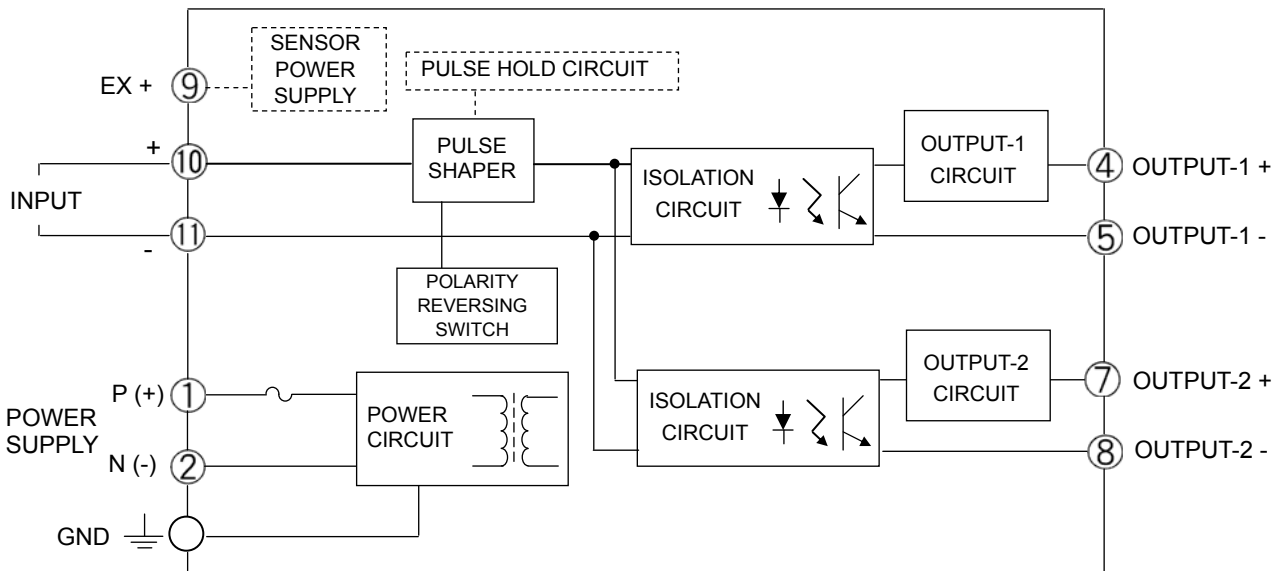 SENSOR
POWER
SUPPLY
PULSE HOLD CIRCUIT
EX +
9
+
10
PULSE
SHAPER
INPUT
11
-
POLARITY
REVERSING
SWITCH
ISOLATION
CIRCUIT
OUTPUT-1
CIRCUIT
4
OUTPUT-1 +
5
OUTPUT-1 -
P (+)
1
POWER
SUPPLY
N (-)
2
GND
POWER
CIRCUIT
ISOLATION
CIRCUIT
OUTPUT-2
CIRCUIT
7
OUTPUT-2 +
8
OUTPUT-2 -